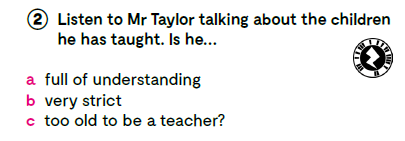 2 Listen to Mr Taylor talking about the children
he has taught. Is he...
a full of understanding
b very strict
c too old to be a teacher?